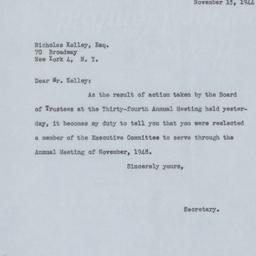 November 15, 1944
Nicholas Kelley, Esq.
70 Broadway
New York 4, N. Y.
Dear Mr. Kelley:
As the result of action taken by the Board
of Trustees at the Thirty-fourth Annual Meeting held yester-
day, it becomes my duty to tell you that you were reelected
a member of the Executive Committee to serve through the
Annual Meeting of November, 1948.
Sincerely yours,
Secretary.